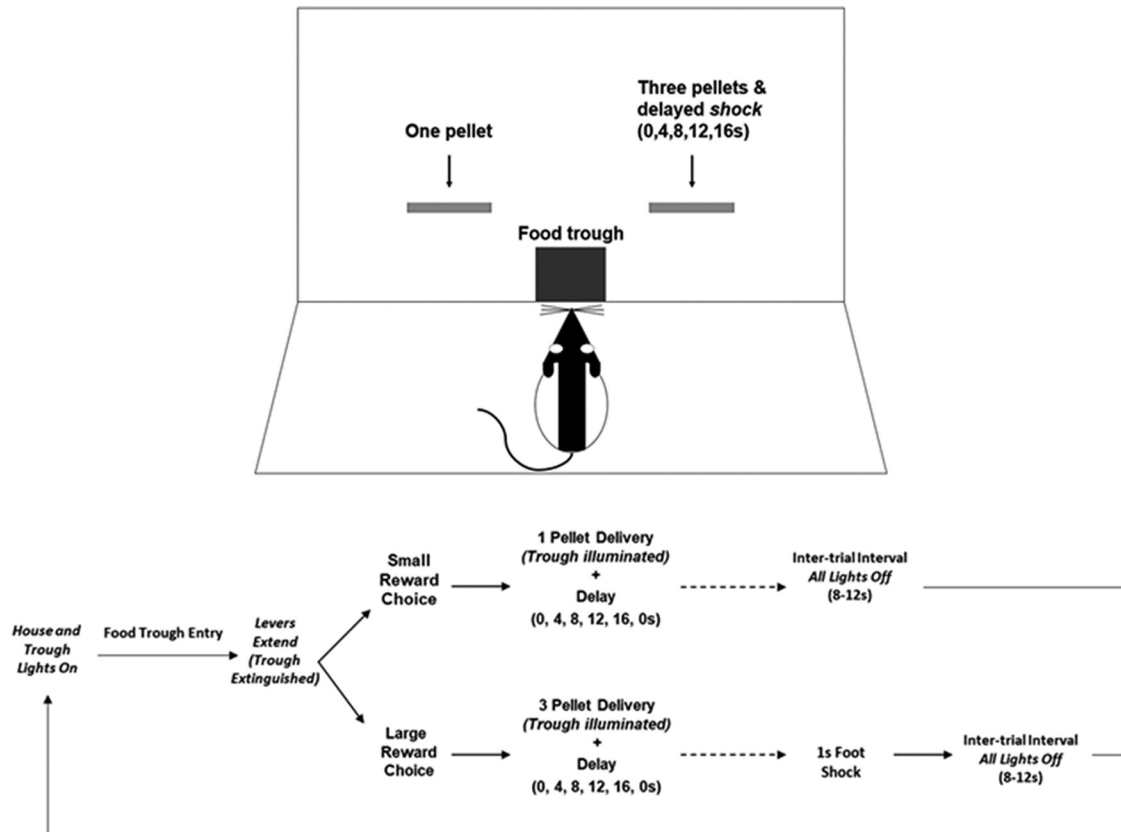 One pellet
Three pellets &
delayed shock
(0,4,8,12,16s)
Food trough
House and
Trough
Lights On
Food Trough Entry
Levers
Extend
(Trough
Extinguished)
Small
Reward
Choice
1 Pellet Delivery
(Trough illuminated)
+
Delay
(0, 4, 8, 12, 16, 0s)
Inter-trial Interval
All Lights Off
(8-12s)
Large
Reward
Choice
3 Pellet Delivery
(Trough illuminated)
+
Delay
(0, 4, 8, 12, 16, 0s)
1s Foot
Shock
Inter-trial Interval
All Lights Off
(8-12s)